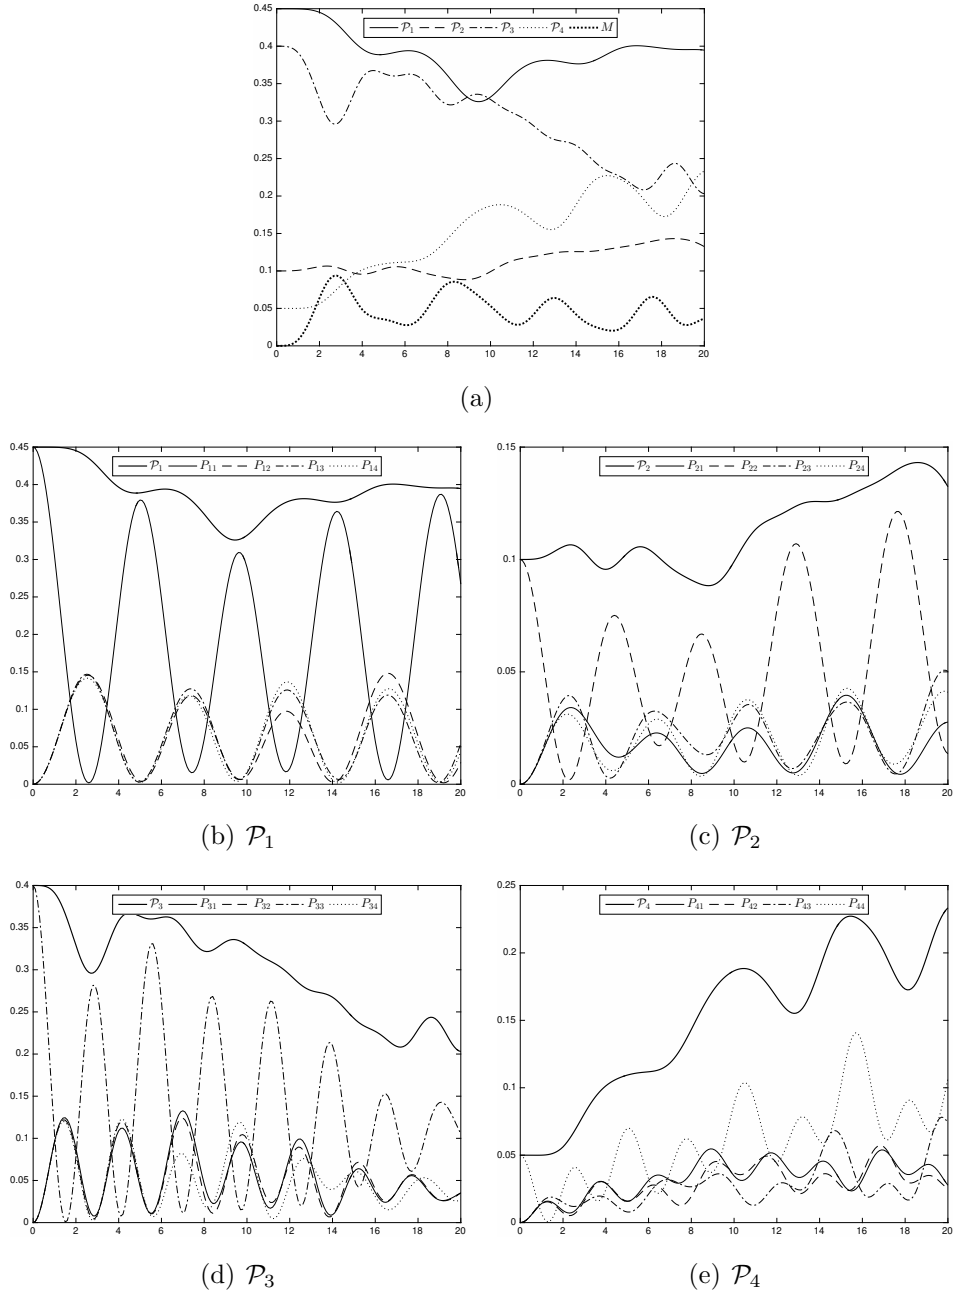 0.45
𝒫₁ 𝒫₂ 𝒫₃ 𝒫₄ M
0.4
0.35
0.3
0.25
0.2
0.15
0.1
0.05
0
0 2 4 6 8 10 12 14 16 18 20
(a)
0.45
𝒫₁ P₁₁ P₁₂ P₁₃ P₁₄
0.4
0.35
0.3
0.25
0.2
0.15
0.1
0.05
0
0 2 4 6 8 10 12 14 16 18 20
(b) 𝒫₁
0.15
𝒫₂ P₂₁ P₂₂ P₂₃ P₂₄
0.1
0.05
0
0 2 4 6 8 10 12 14 16 18 20
(c) 𝒫₂
0.4
𝒫₃ P₃₁ P₃₂ P₃₃ P₃₄
0.35
0.3
0.25
0.2
0.15
0.1
0.05
0
0 2 4 6 8 10 12 14 16 18 20
(d) 𝒫₃
0.25
𝒫₄ P₄₁ P₄₂ P₄₃ P₄₄
0.2
0.15
0.1
0.05
0
0 2 4 6 8 10 12 14 16 18 20
(e) 𝒫₄